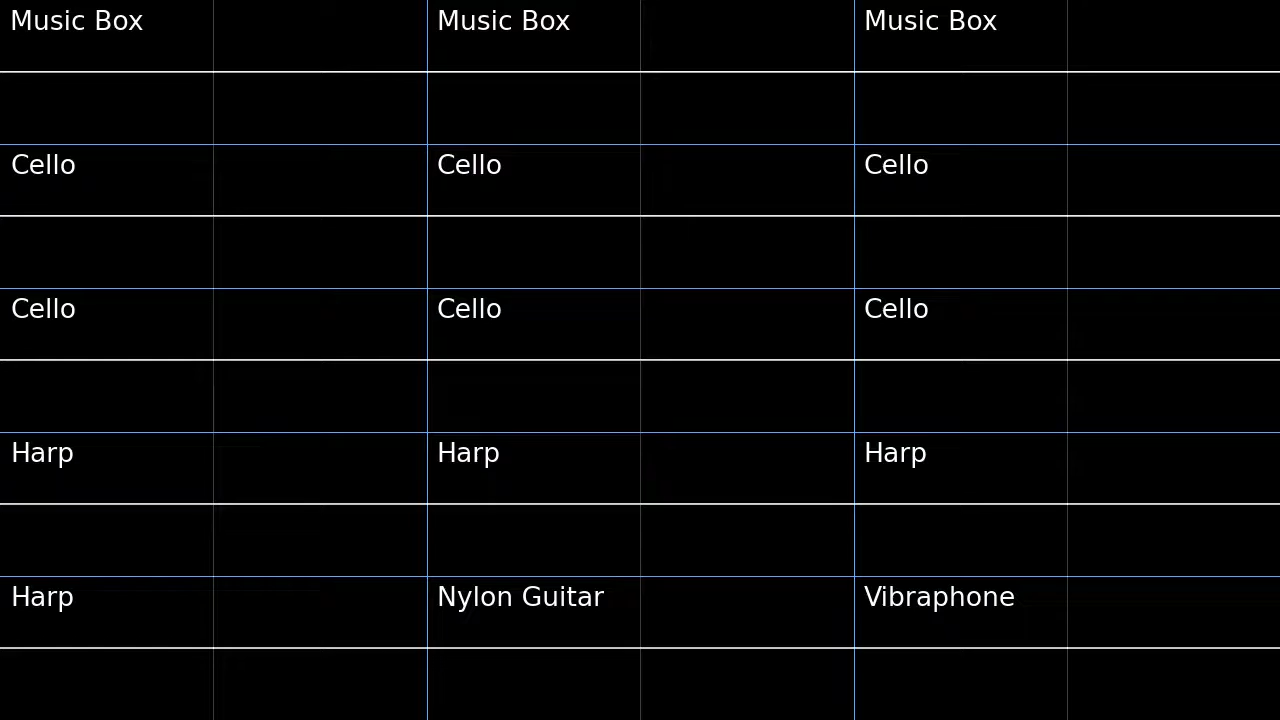 Music Box Music Box Music Box
Cello Cello Cello
Cello Cello Cello
Harp Harp Harp
Harp Nylon Guitar Vibraphone